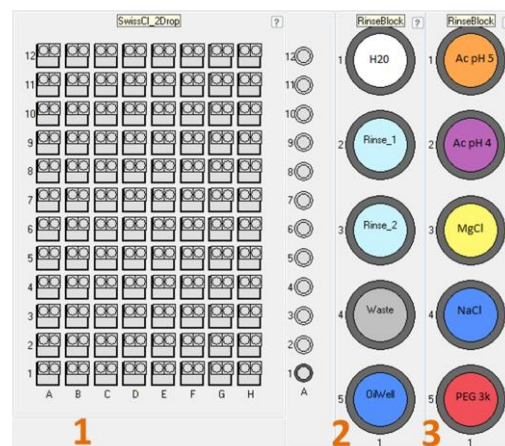 SwissCl_2Drop ?
12
11
10
9
8
7
6
5
4
3
2
1
A B C D E F G H
12
11
10
9
8
7
6
5
4
3
2
1
A
1
RinseBlock ?
1 H20
2 Rinse_1
3 Rinse_2
4 Waste
5 OilWell
1
2
RinseBlock ?
1 Ac pH 5
2 Ac pH 4
3 MgCl
4 NaCl
5 PEG 3k
1
3